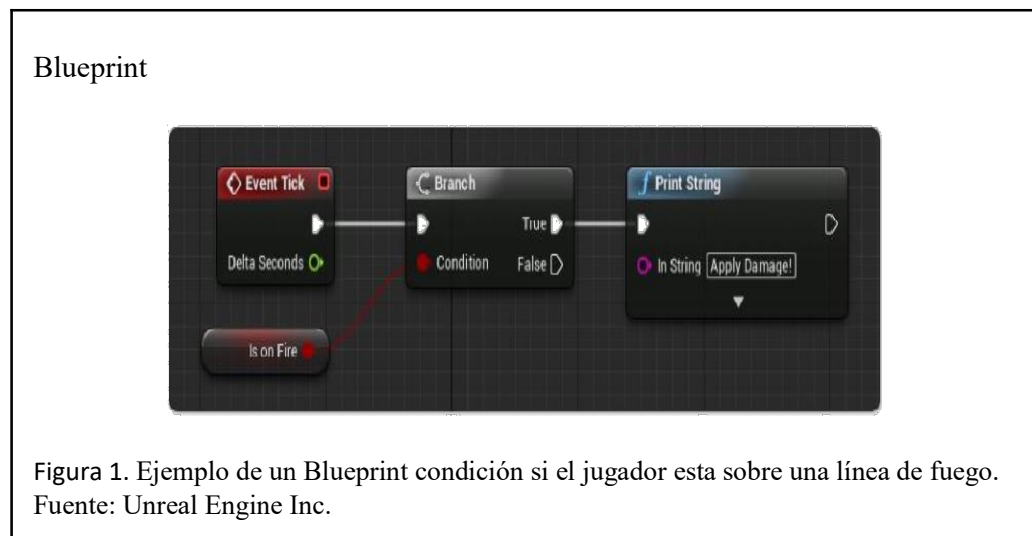 Blueprint
Event Tick
Delta Seconds
Is on Fire
Branch
True
Condition
False
Print String
In String Apply Damage!
Figura 1. Ejemplo de un Blueprint condición si el jugador esta sobre una línea de fuego.
Fuente: Unreal Engine Inc.